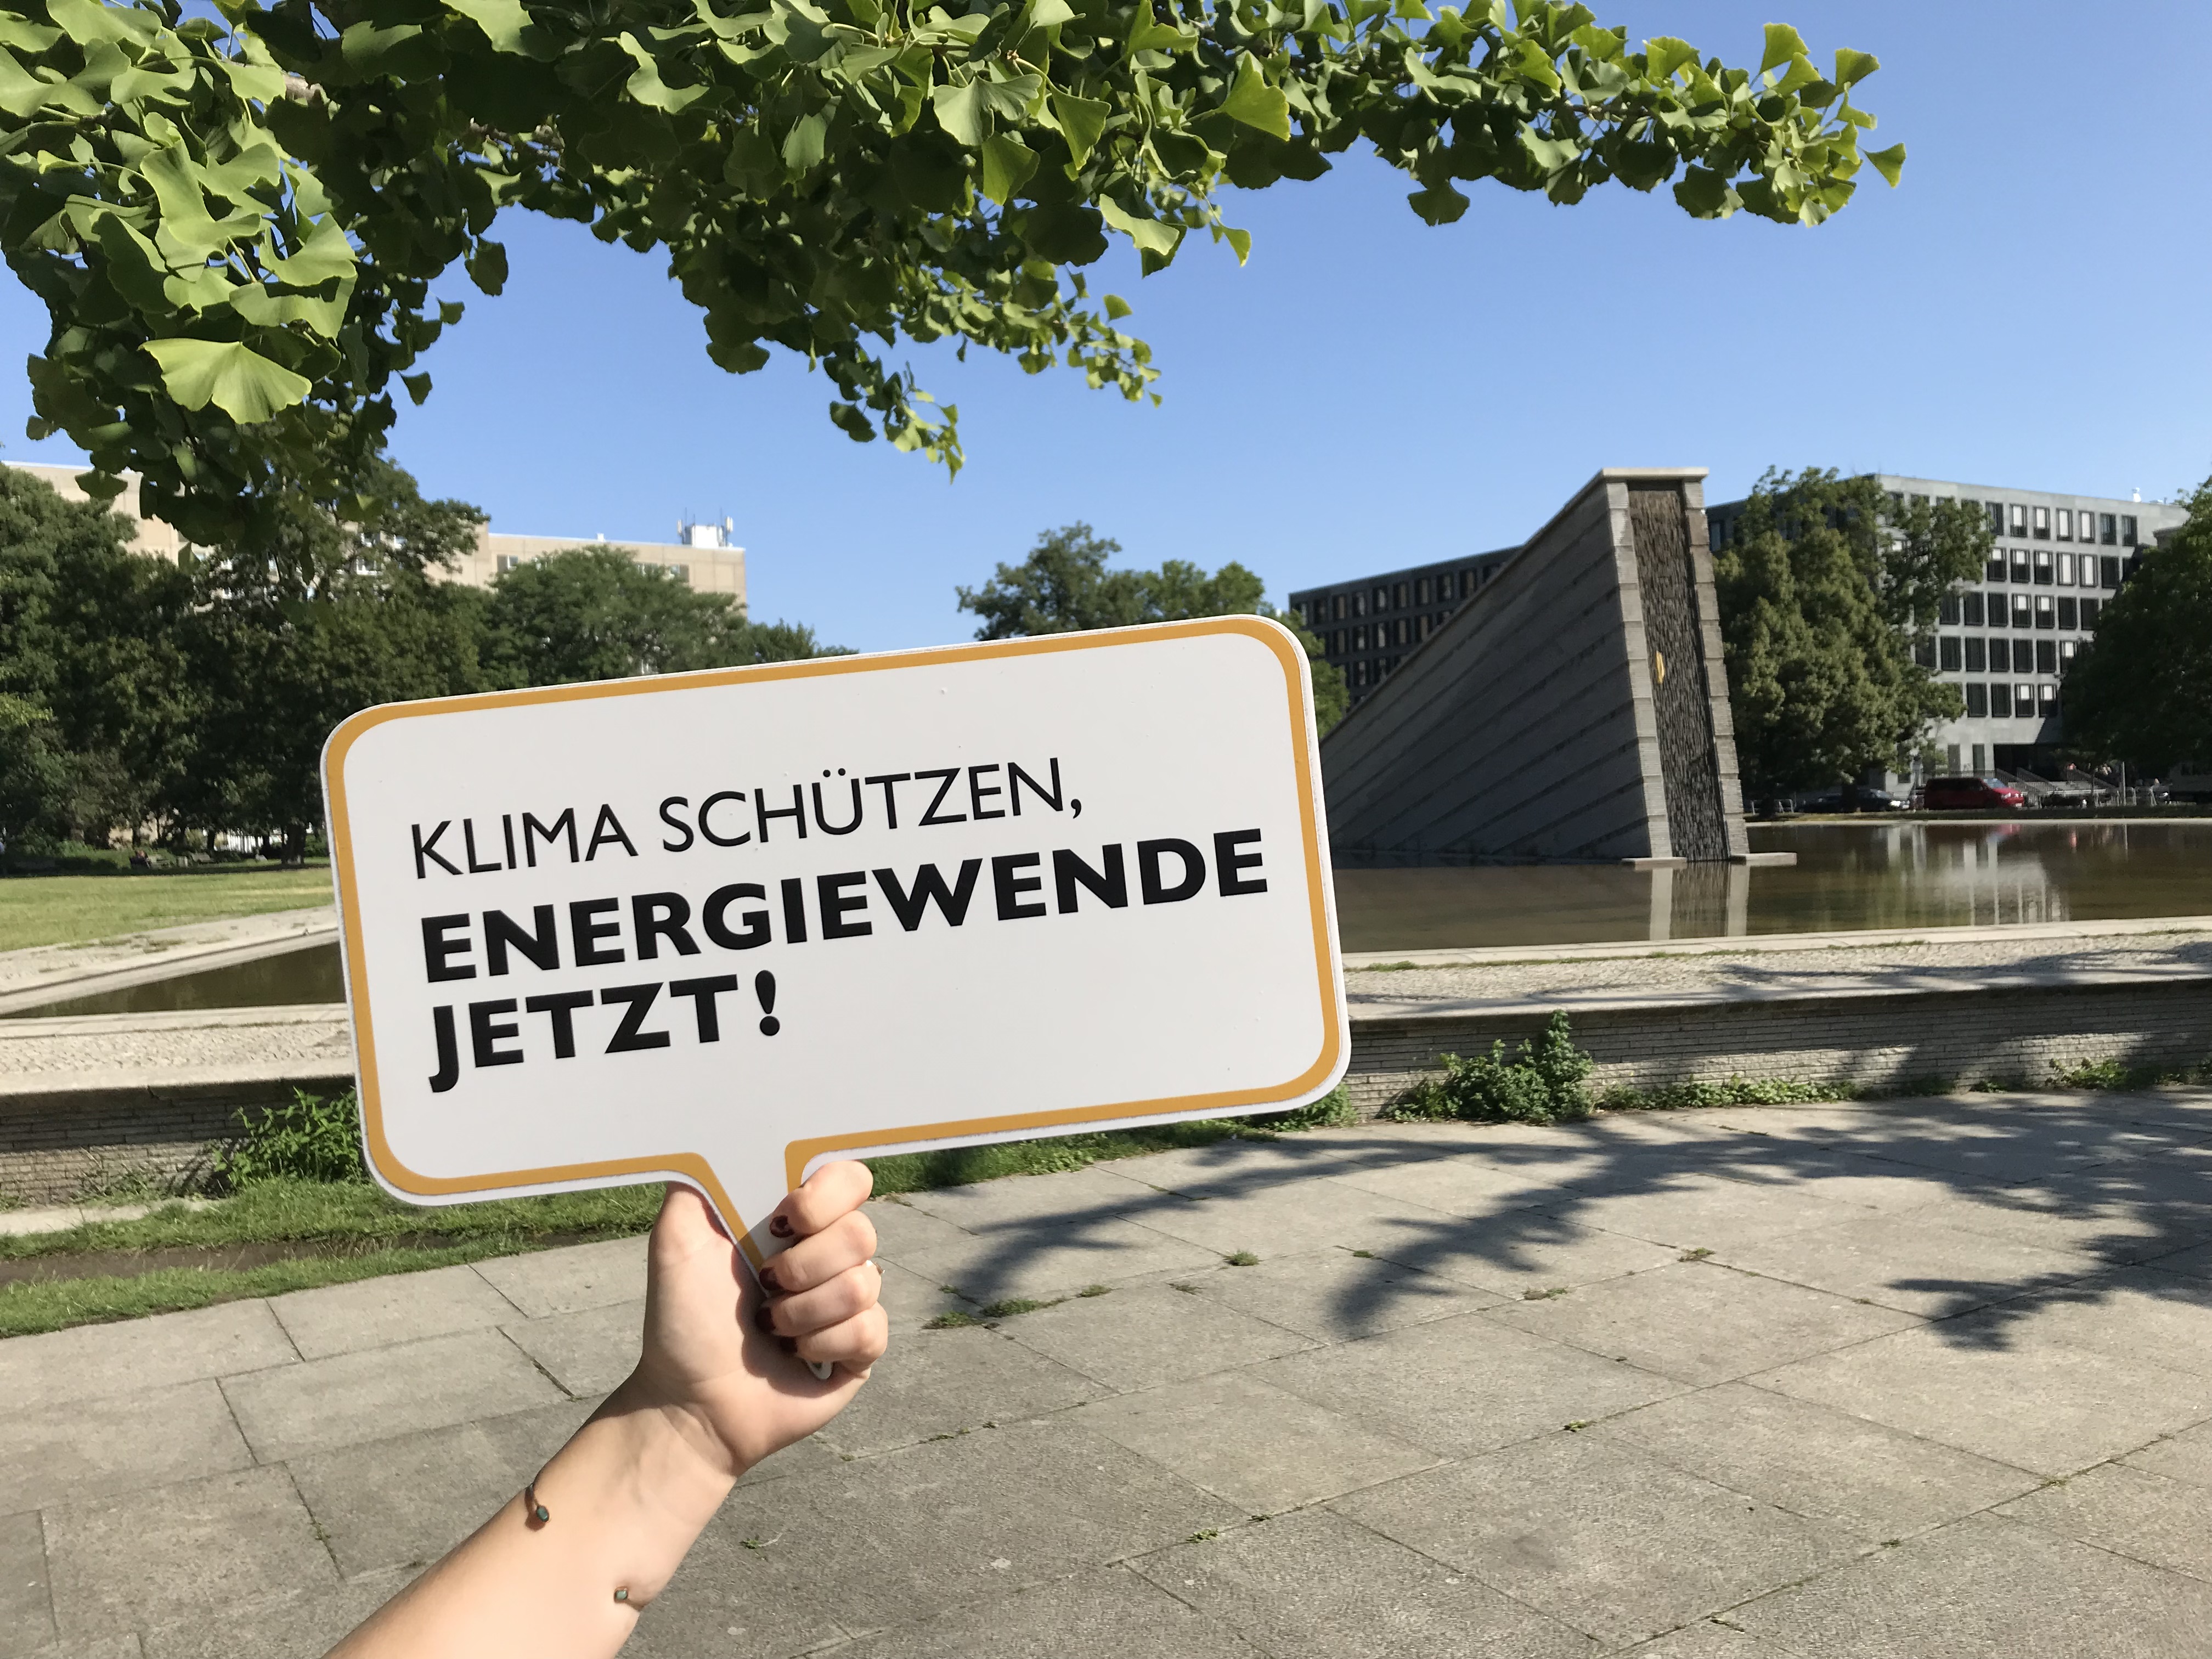 KLIMA SCHÜTZEN,
ENERGIEWENDE
JETZT!